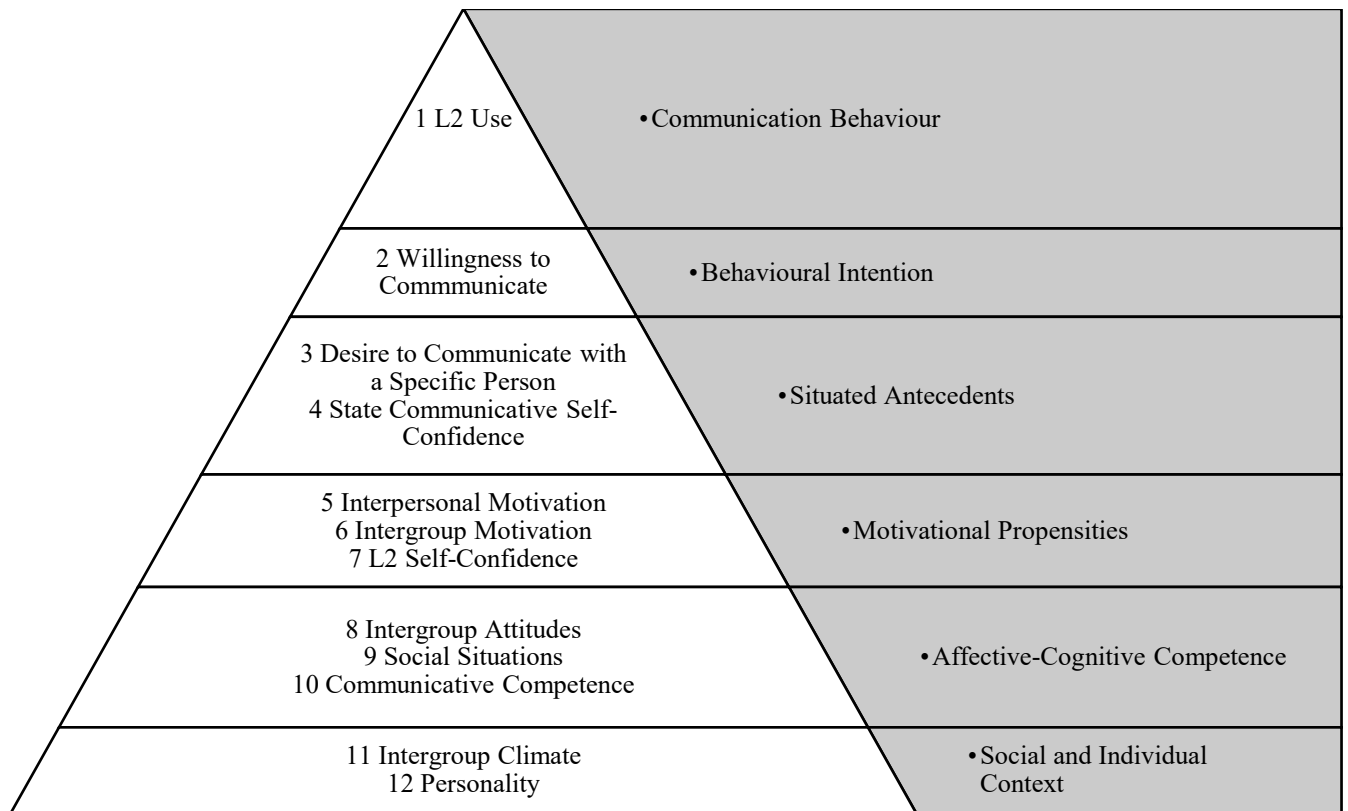 1 L2 Use
•Communication Behaviour
2 Willingness to
Commmunicate
•Behavioural Intention
3 Desire to Communicate with
a Specific Person
4 State Communicative Self-
Confidence
•Situated Antecedents
5 Interpersonal Motivation
6 Intergroup Motivation
7 L2 Self-Confidence
•Motivational Propensities
8 Intergroup Attitudes
9 Social Situations
10 Communicative Competence
•Affective-Cognitive Competence
11 Intergroup Climate
12 Personality
•Social and Individual
Context